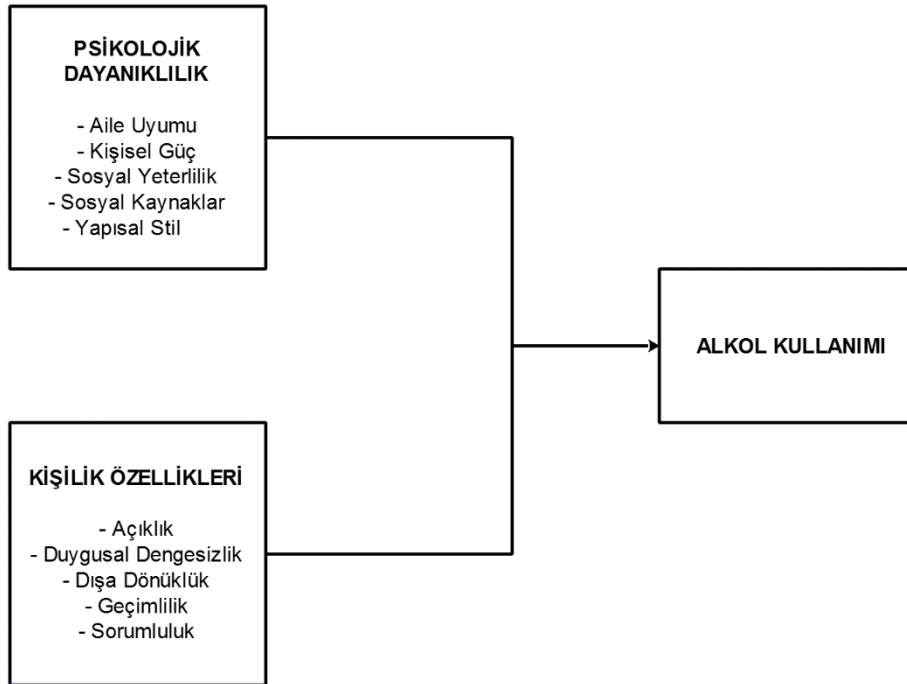 PSİKOLOJİK
DAYANIKLILIK
- Aile Uyumu
- Kişisel Güç
- Sosyal Yeterlilik
- Sosyal Kaynaklar
- Yapısal Stil
ALKOL KULLANIMI
KİŞİLİK ÖZELLİKLERİ
- Açıklık
- Duygusal Dengesizlik
- Dışa Dönüklük
- Geçimlilik
- Sorumluluk